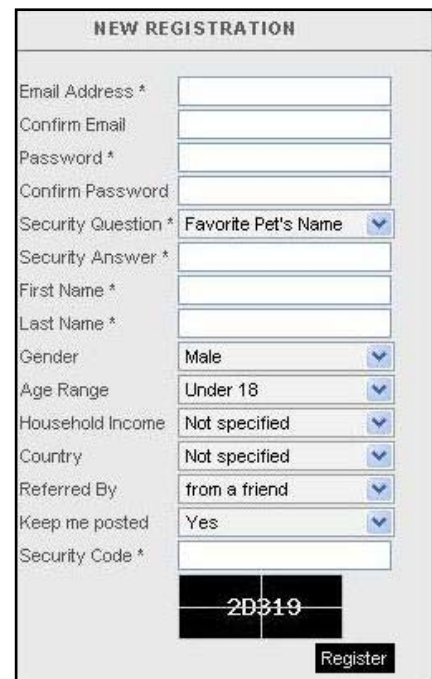 NEW REGISTRATION
Email Address *
Confirm Email
Password *
Confirm Password
Security Question * Favorite Pet's Name
Security Answer *
First Name *
Last Name *
Gender Male
Age Range Under 18
Household Income Not specified
Country Not specified
Referred By from a friend
Keep me posted Yes
Security Code *
2D319
Register